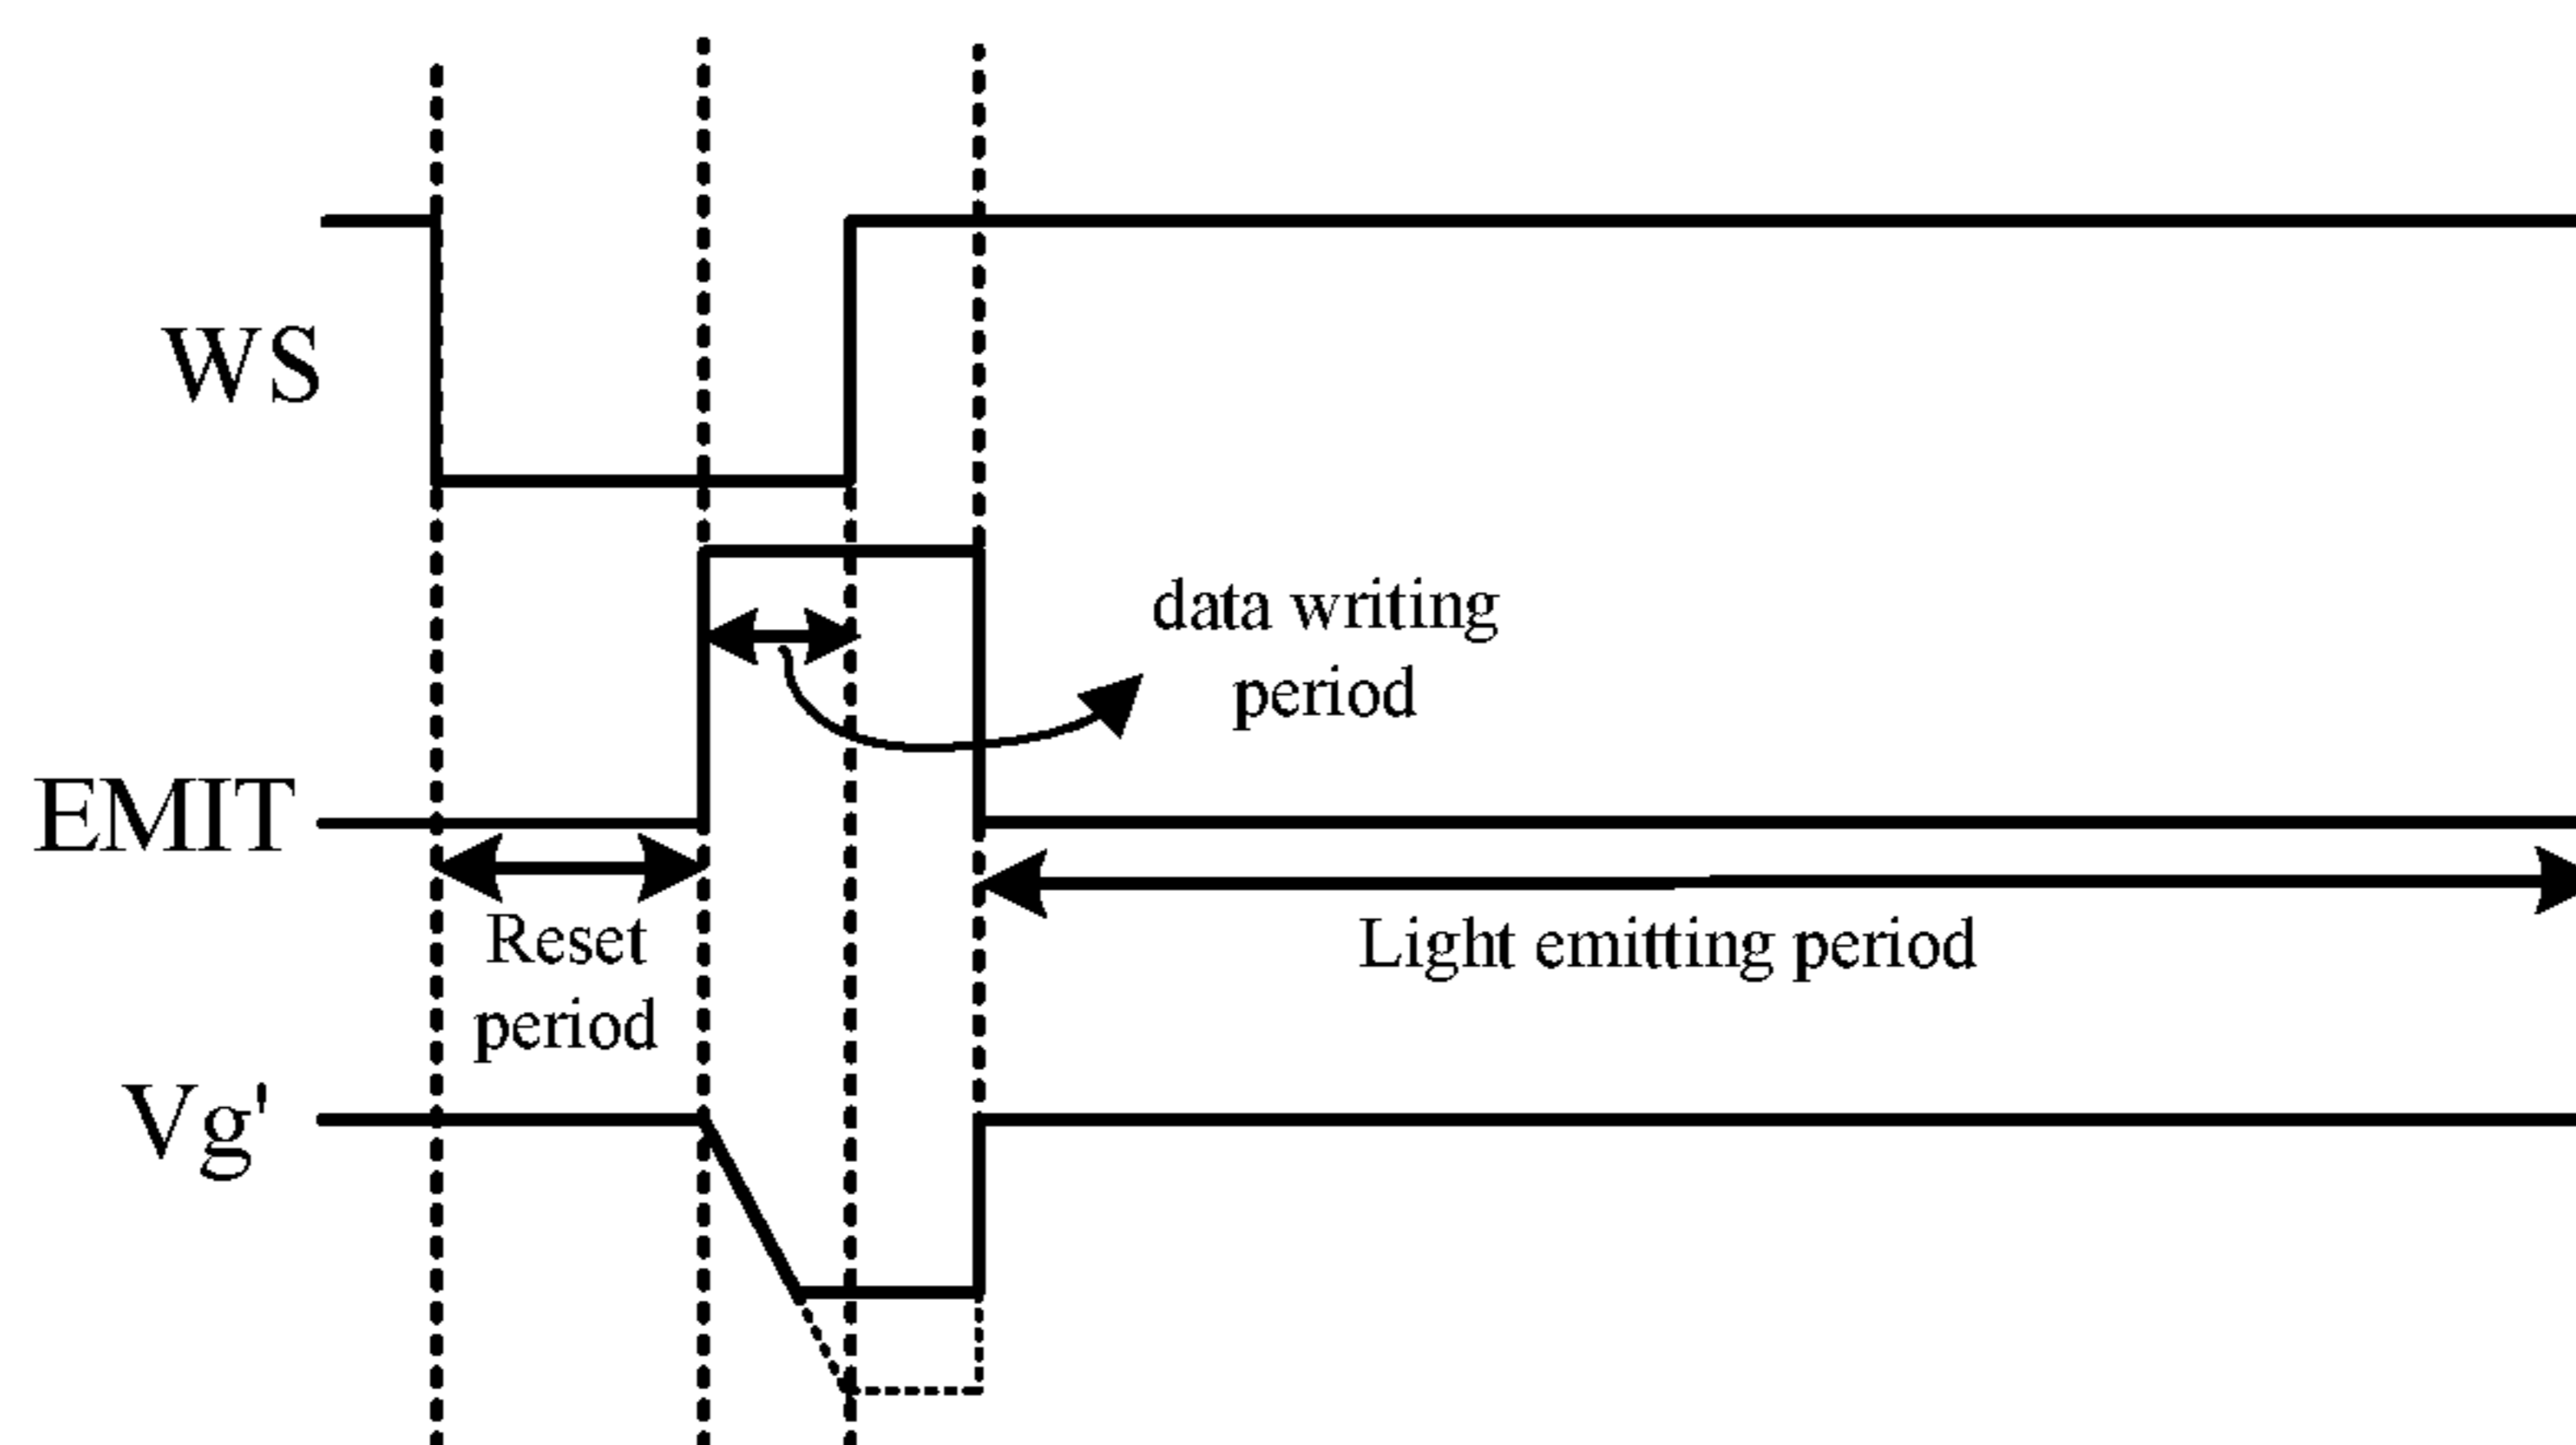 WS
data writing
period
EMIT
Reset
period
Light emitting period
Vg'